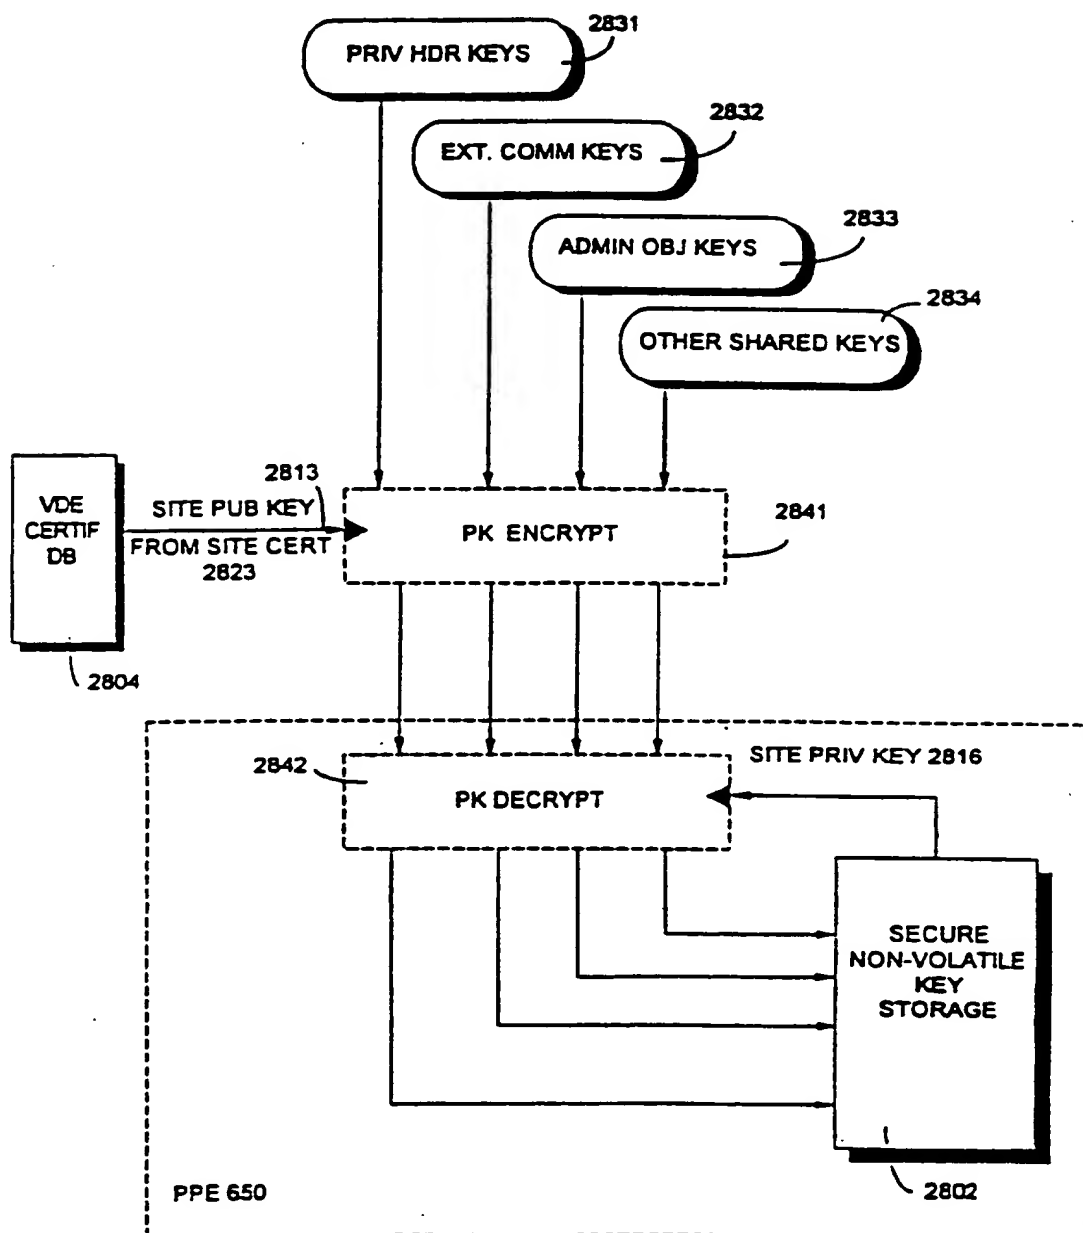 2831
PRIV HDR KEYS
2832
EXT. COMM KEYS
2833
ADMIN OBJ KEYS
2834
OTHER SHARED KEYS
VDE
CERTIF
DB
2804
2813
SITE PUB KEY
FROM SITE CERT
2823
PK ENCRYPT
2841
2842
PK DECRYPT
SITE PRIV KEY 2816
SECURE
NON-VOLATILE
KEY
STORAGE
2802
PPE 650